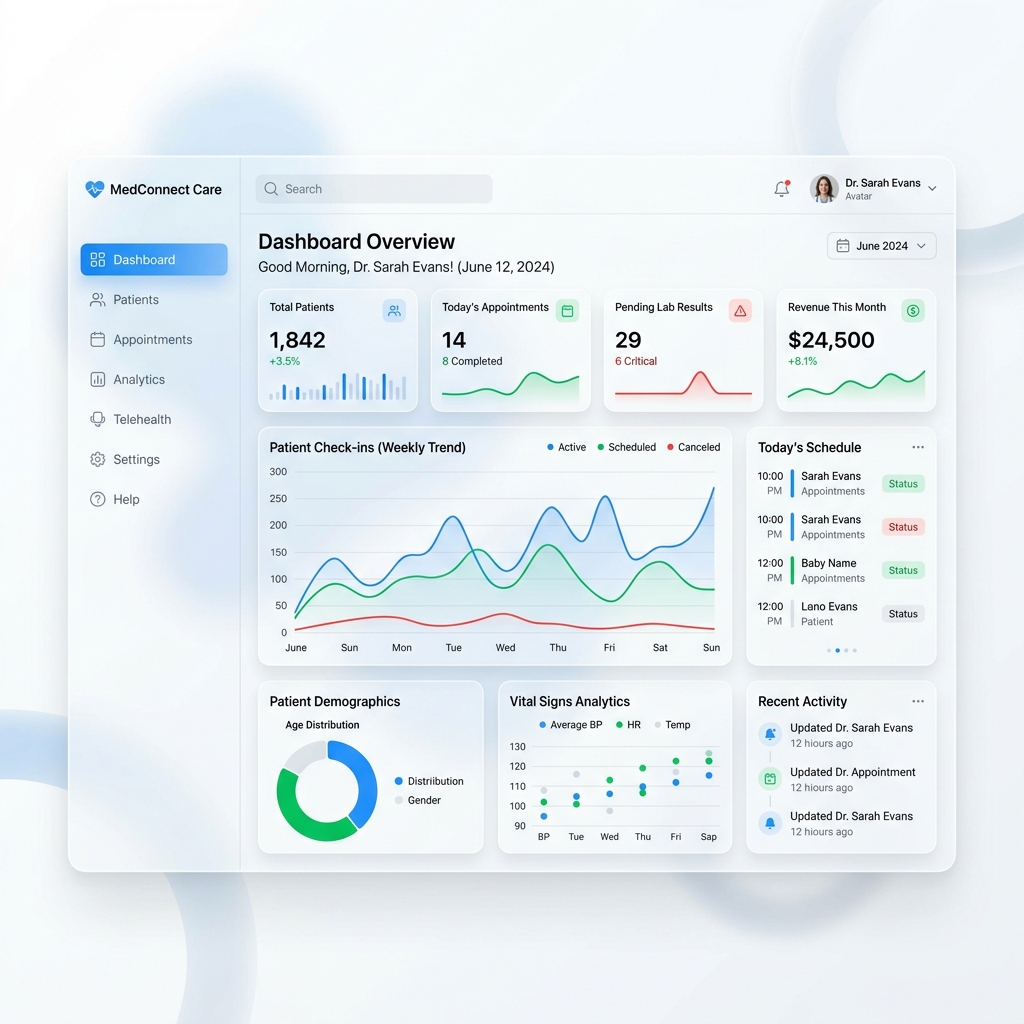 MedConnect Care
Search
Dr. Sarah Evans
Avatar
Dashboard
Patients
Appointments
Analytics
Telehealth
Settings
Help
Dashboard Overview
Good Morning, Dr. Sarah Evans! (June 12, 2024)
June 2024
Total Patients
1,842
+3.5%
Today's Appointments
14
8 Completed
Pending Lab Results
29
6 Critical
Revenue This Month
$24,500
+8.1%
Patient Check-ins (Weekly Trend)
Active Scheduled Canceled
300
250
200
150
100
50
0
June Sun Mon Tue Wed Thu Fri Sat Sun
Today's Schedule
10:00 Sarah Evans Status
PM Appointments
10:00 Sarah Evans Status
PM Appointments
12:00 Baby Name Status
PM Appointments
12:00 Lano Evans Status
PM Patient
Patient Demographics
Age Distribution
Distriibution
Gender
Vital Signs Analytics
Average BP HR Temp
130
120
110
100
90
BP Tue Wed Thu Fri Sap
Recent Activity
Updated Dr. Sarah Evans
12 hours ago
Updated Dr. Appointment
12 hours ago
Updated Dr. Sarah Evans
12 hours ago